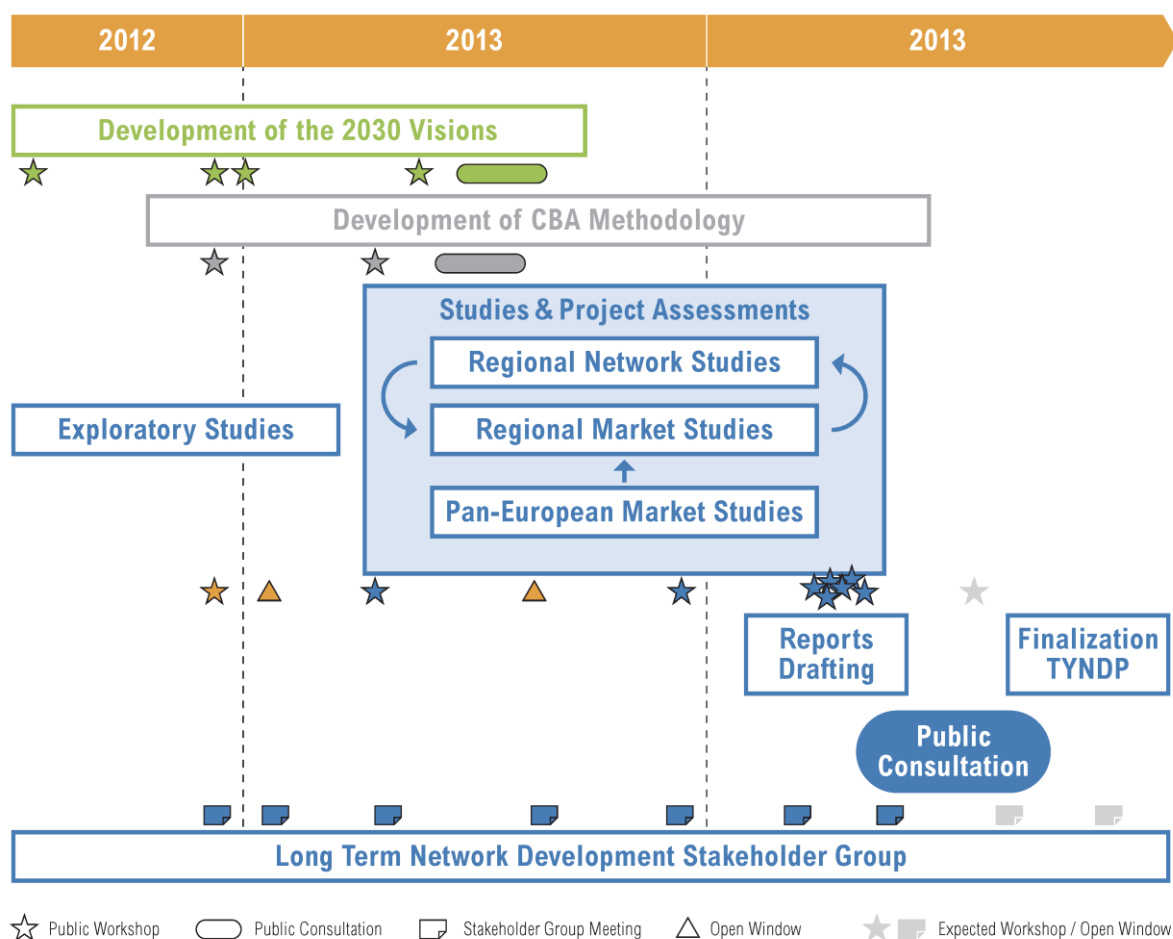 2012
2013
2013
Development of the 2030 Visions
Development of CBA Methodology
Studies & Project Assessments
Regional Network Studies
Exploratory Studies
Regional Market Studies
Pan-European Market Studies
Reports
Drafting
Finalization
TYNDP
Public
Consultation
Long Term Network Development Stakeholder Group
Public Workshop
Public Consultation
Stakeholder Group Meeting
Open Window
Expected Workshop / Open Window